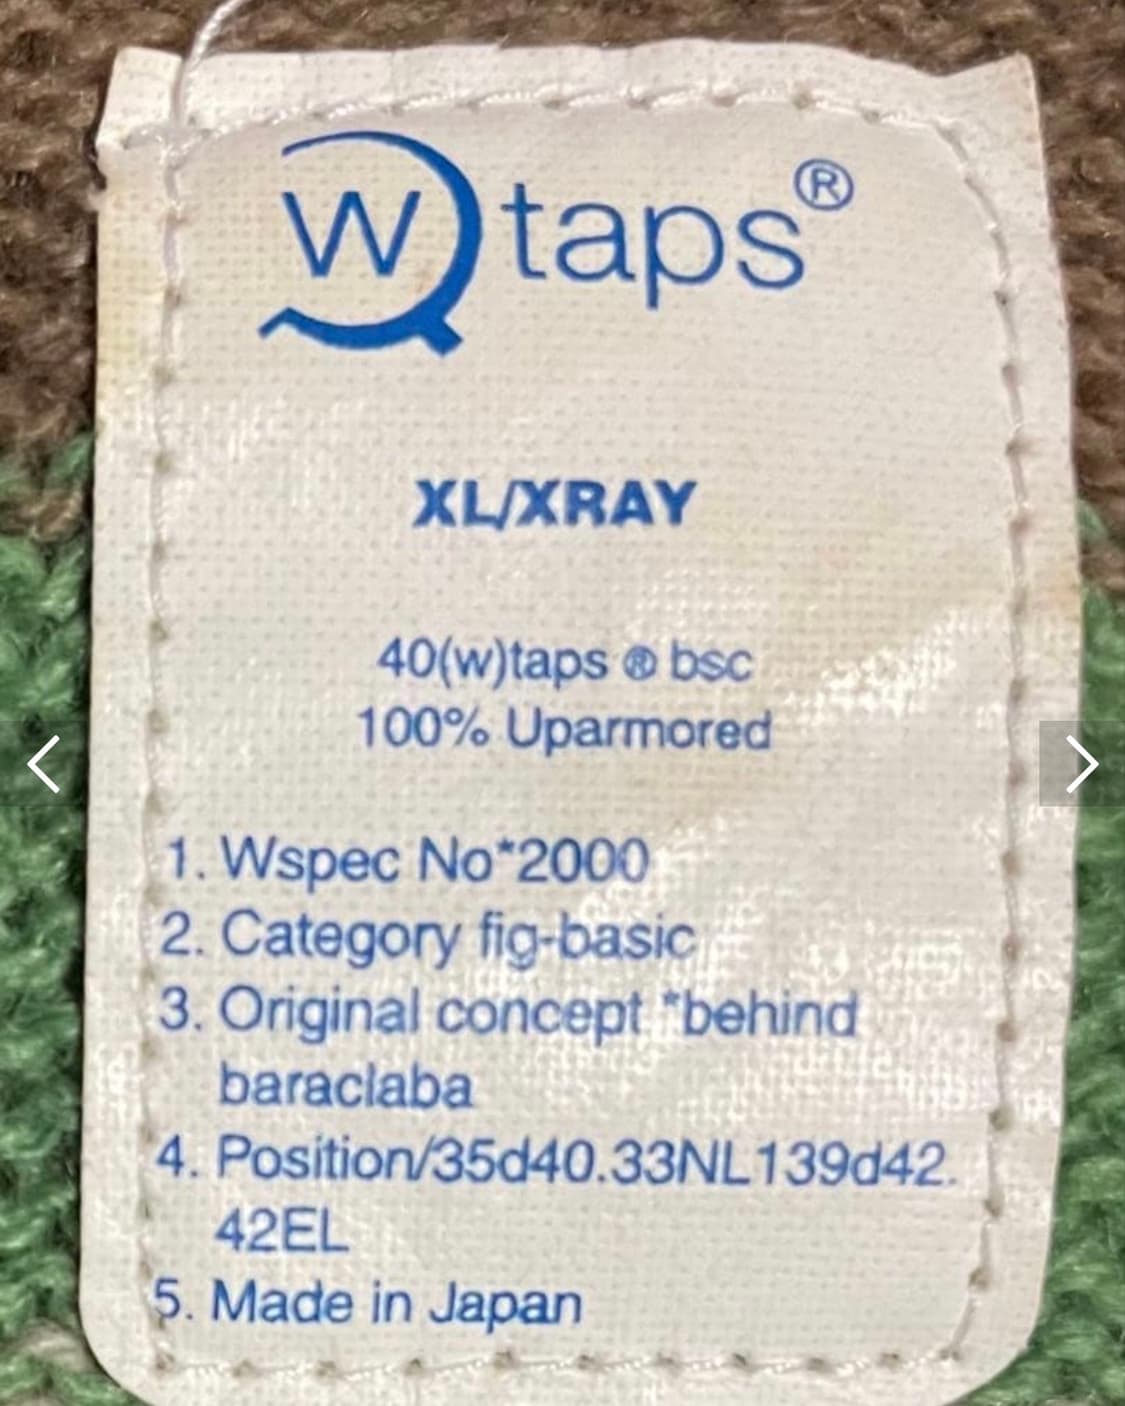 W taps®
XL/XRAY
40(w)taps ® bsc
100% Uparmored
1. Wspec No*2000
2. Category fig-basic
3. Original concept *behind
baraclaba
4. Position/35d40.33NL139d42.
42EL
5. Made in Japan